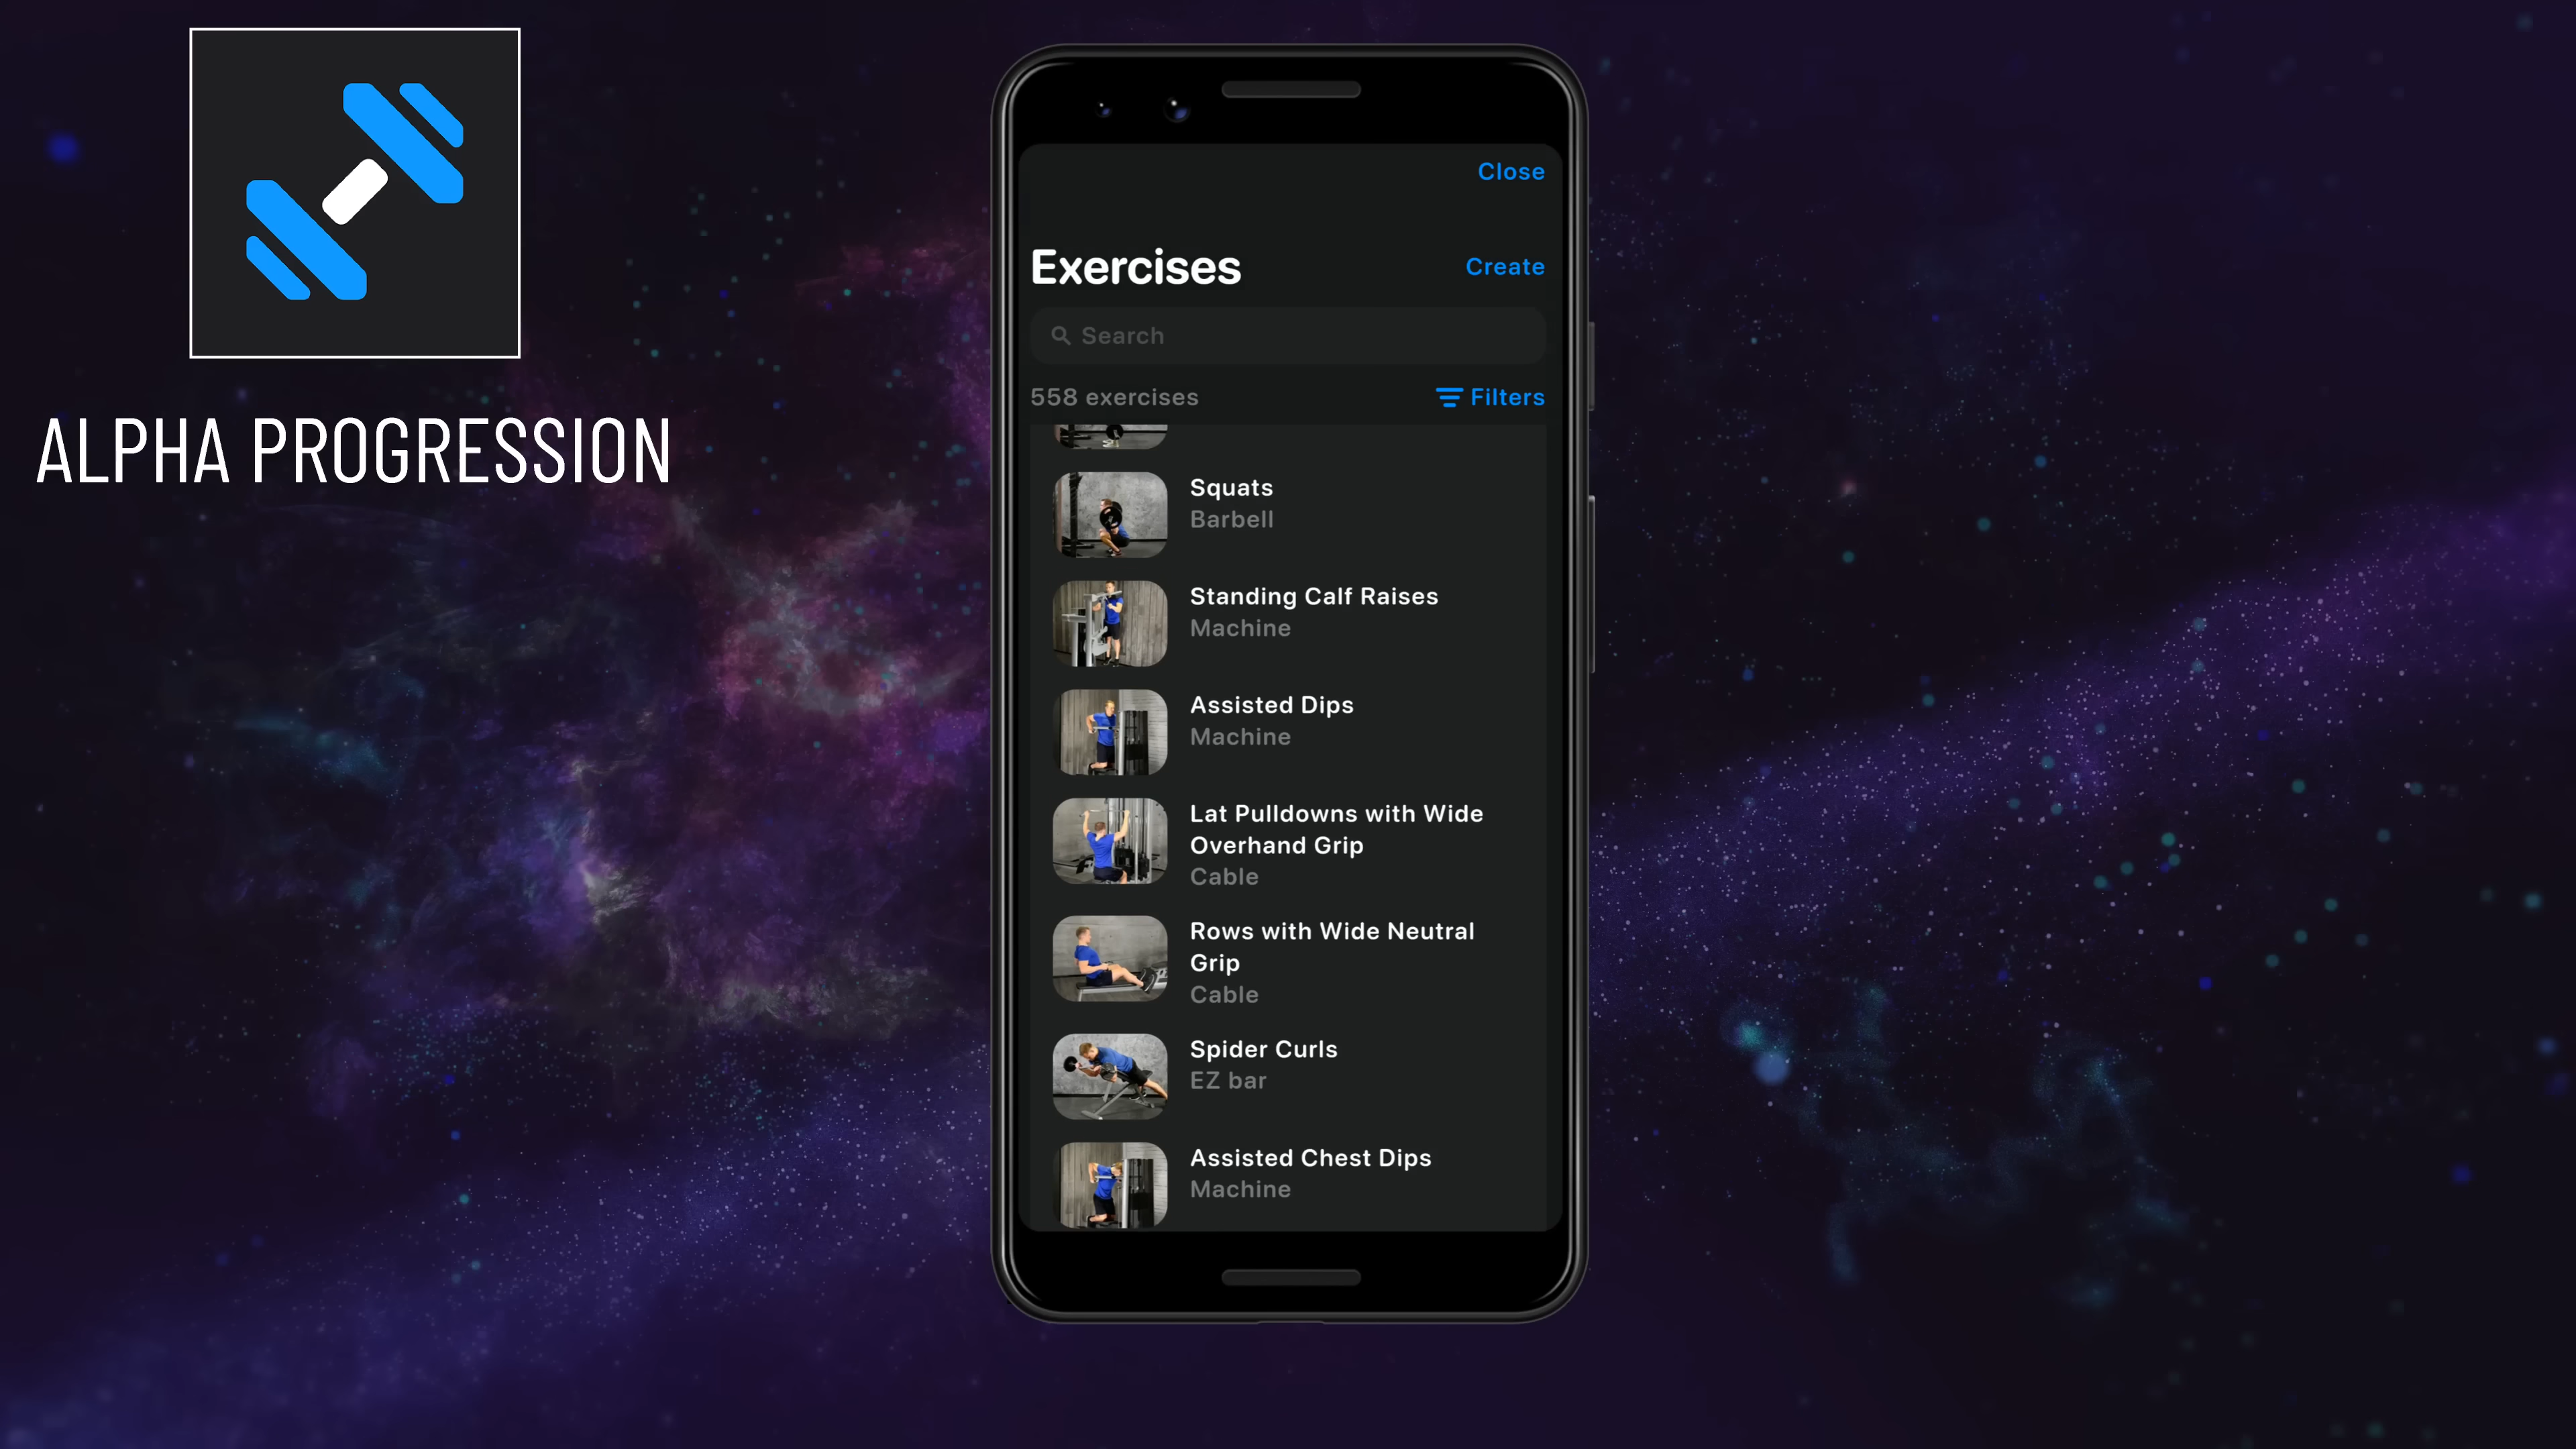 ALPHA PROGRESSION
Close
Exercises
Create
Search
558 exercises
Filters
Squats
Barbell
Standing Calf Raises
Machine
Assisted Dips
Machine
Lat Pulldowns with Wide
Overhand Grip
Cable
Rows with Wide Neutral
Grip
Cable
Spider Curls
EZ bar
Assisted Chest Dips
Machine